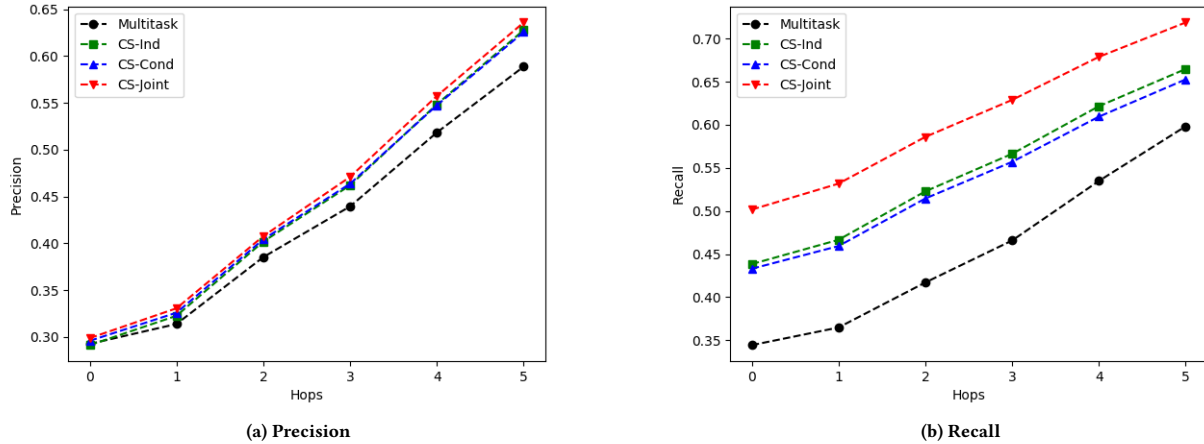 0.65
0.60
0.55
0.50
0.45
0.40
0.35
0.30
Precision
Multitask
CS-Ind
CS-Cond
CS-Joint
0 1 2 3 4 5
Hops
(a) Precision
0.70
0.65
0.60
0.55
0.50
0.45
0.40
0.35
Recall
Multitask
CS-Ind
CS-Cond
CS-Joint
0 1 2 3 4 5
Hops
(b) Recall